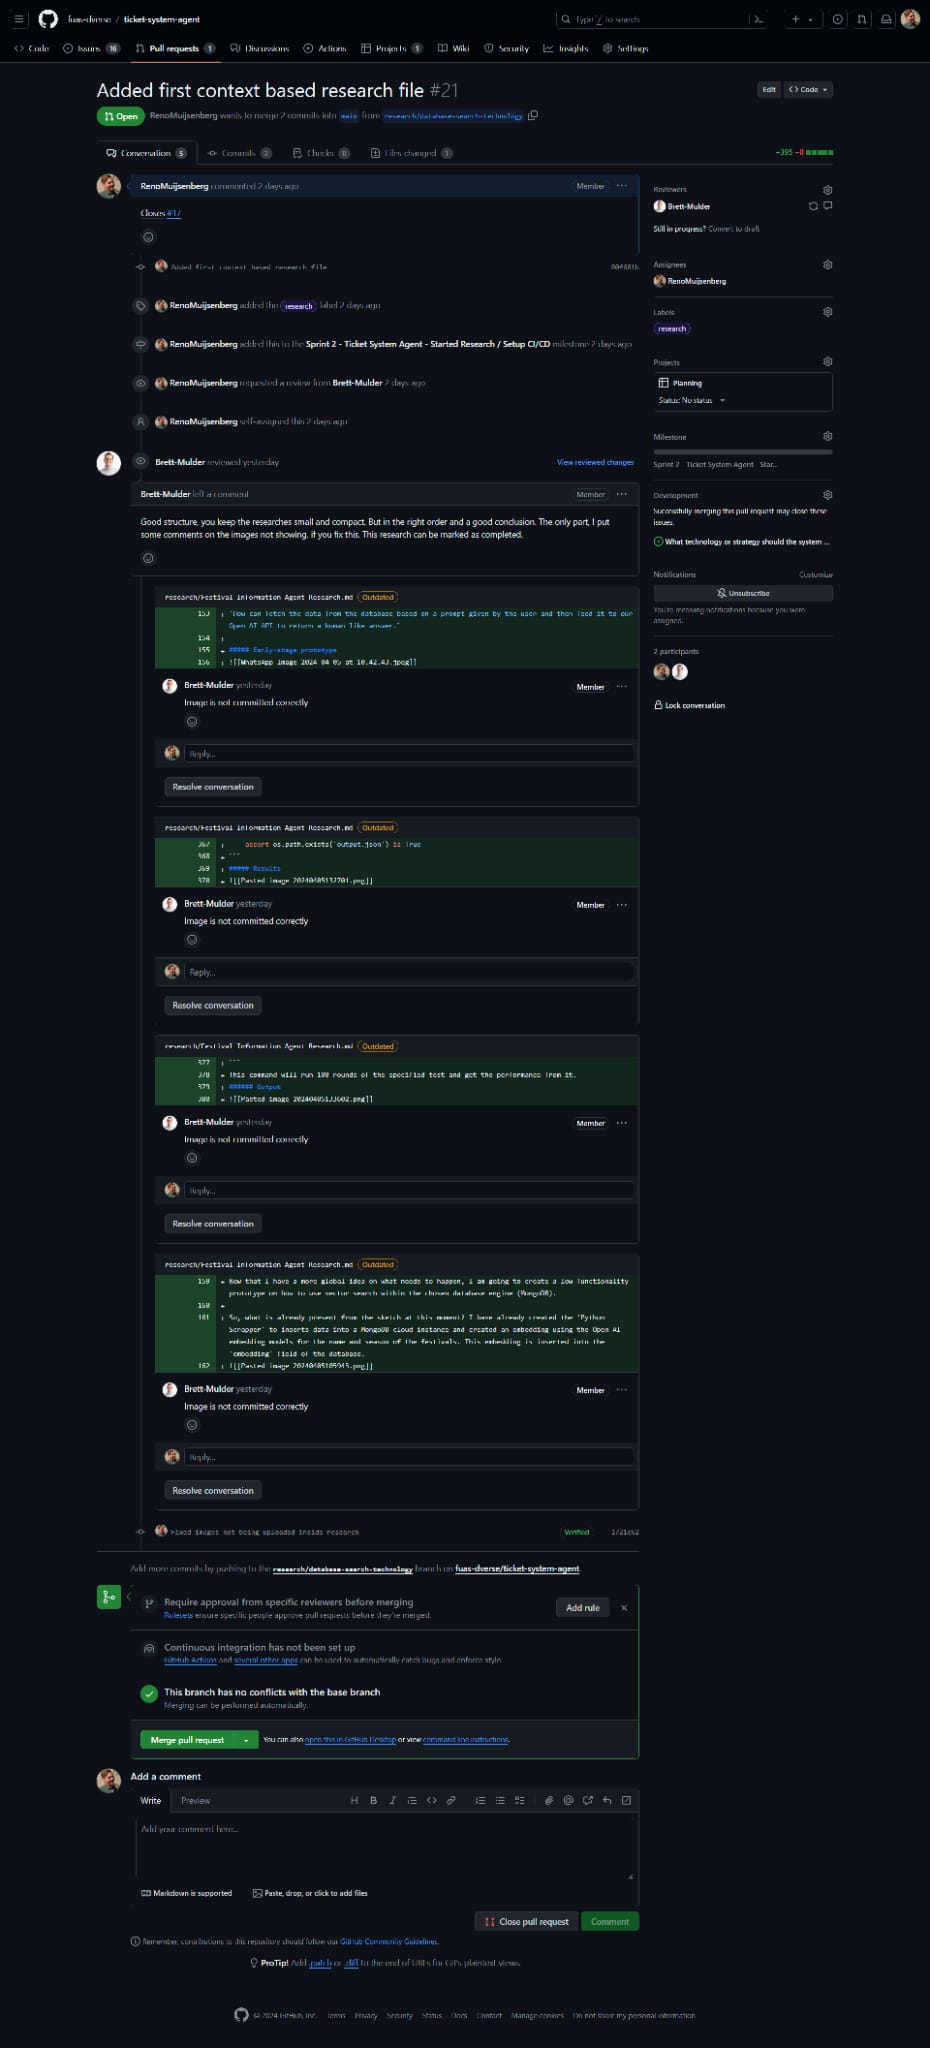 fuas-dverse / ticket-system-agent
Type / to search
Code
Issues 16
Pull requests 1
Discussions
Actions
Projects 1
Wiki
Security
Insights
Settings
Added first context based research file #21
Edit
Code
Open
RenoMuijsenberg wants to merge 2 commits into main from research/database-search-technology
Conversation 5
Commits 2
Checks 0
Files changed 1
+395 −0
RenoMuijsenberg commented 2 days ago
Member
Closes #17
Added first context based research file
RenoMuijsenberg added the research label 2 days ago
RenoMuijsenberg added this to the Sprint 2 - Ticket System Agent - Started Research / Setup CI/CD milestone 2 days ago
RenoMuijsenberg requested a review from Brett-Mulder 2 days ago
RenoMuijsenberg self-assigned this 2 days ago
Brett-Mulder reviewed yesterday
View reviewed changes
Brett-Mulder left a comment
Member
Good structure, you keep the researches small and compact. But in the right order and a good conclusion. The only part, I put
some comments on the images not showing, if you fix this. This research can be marked as completed.
research/Festival Information Agent Research.md Outdated
153 + "How can fetch the data from the database based on a prompt given by the user and then feed it to our
Open AI API to return a human like answer."
154 +
155 + ##### Early-stage prototype
156 + ![[WhatsApp Image 2024-04-05 at 10.42.43.jpeg]]
Brett-Mulder yesterday
Member
Image is not committed correctly
Reply...
Resolve conversation
research/Festival Information Agent Research.md Outdated
367 + assert os.path.exists('output.json') is True
368 + ```
369 + ##### Results
370 + ![[Pasted image 20240405132701.png]]
Brett-Mulder yesterday
Member
Image is not committed correctly
Reply...
Resolve conversation
research/Festival Information Agent Research.md Outdated
377 + ```
378 + This command will run 100 rounds of the specified test and get the performance from it.
379 + ###### Output
380 + ![[Pasted image 20240405133602.png]]
Brett-Mulder yesterday
Member
Image is not committed correctly
Reply...
Resolve conversation
research/Festival Information Agent Research.md Outdated
159 + Now that I have a more global idea on what needs to happen, I am going to create a low functionality
prototype on how to use vector search within the chosen database engine (MongoDB).
160 +
161 + So, what is already present from the sketch at this moment? I have already created the 'Python
Scrapper' to inserts data into a MongoDB cloud instance and created an embedding using the Open AI
embedding models for the name and season of the festivals. This embedding is inserted into the
'embedding' field of the database.
162 + ![[Pasted image 20240405105943.png]]
Brett-Mulder yesterday
Member
Image is not committed correctly
Reply...
Resolve conversation
Fixed images not being uploaded inside research
Verified
Add more commits by pushing to the research/database-search-technology branch on fuas-dverse/ticket-system-agent.
Require approval from specific reviewers before merging
Rulesets ensure specific people approve pull requests before they're merged.
Add rule
Continuous integration has not been set up
GitHub Actions and several other apps can be used to automatically catch bugs and enforce style.
This branch has no conflicts with the base branch
Merging can be performed automatically.
Merge pull request
You can also open this in GitHub Desktop or view command line instructions.
Add a comment
Write
Preview
Add your comment here...
Markdown is supported
Paste, drop, or click to add files
Close pull request
Comment
Remember, contributions to this repository should follow our GitHub Community Guidelines.
ProTip! Add .patch or .diff to the end of URLs for Git's plaintext views.
Reviewers
Brett-Mulder
Still in progress? Convert to draft
Assignees
RenoMuijsenberg
Labels
research
Projects
Planning
Status: No status
Milestone
Sprint 2 - Ticket System Agent - Star...
Development
Successfully merging this pull request may close these
issues.
What technology or strategy should the system ...
Notifications
Customize
Unsubscribe
You're receiving notifications because you were
assigned.
2 participants
Lock conversation
© 2024 GitHub, Inc.
Terms
Privacy
Security
Status
Docs
Contact
Manage cookies
Do not share my personal information